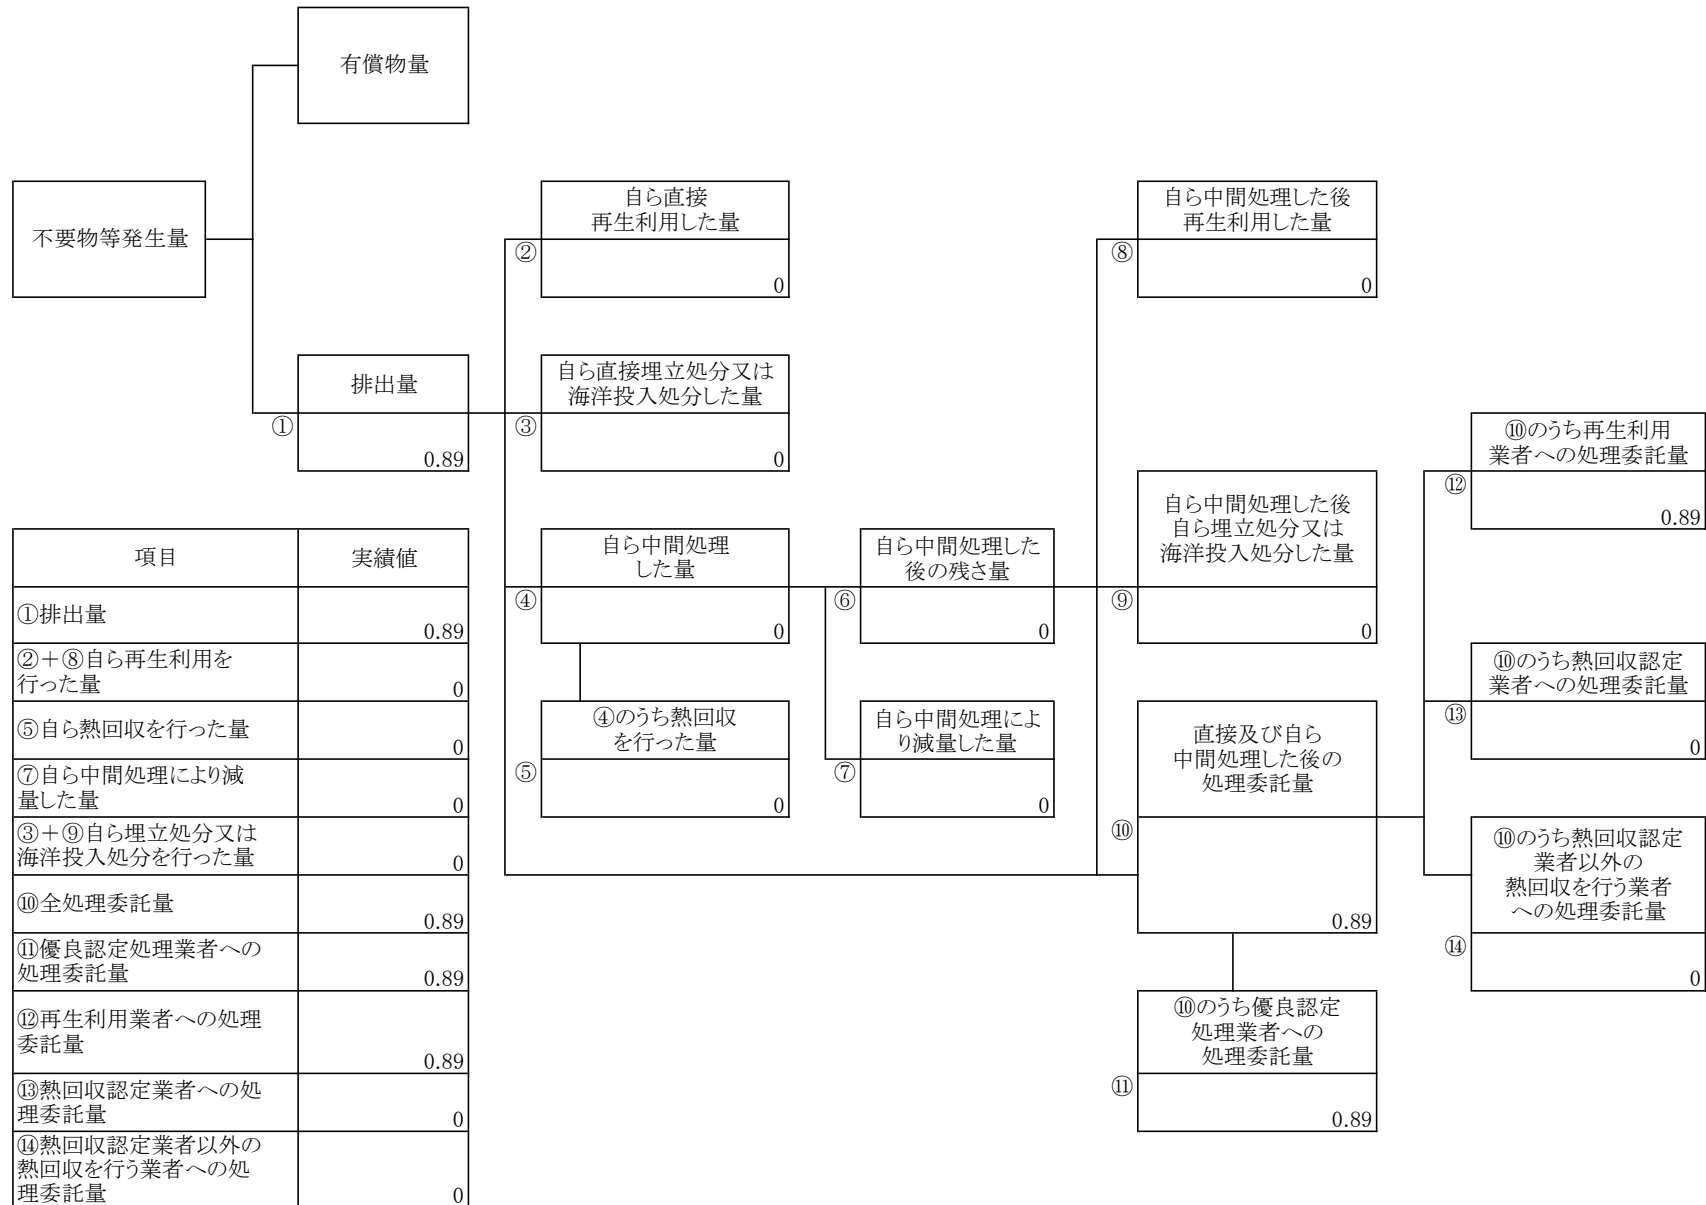 有償物量
不要物等発生量
自ら直接
再生利用した量
②
0
自ら中間処理した後
再生利用した量
⑧
0
排出量
①
0.89
自ら直接埋立処分又は
海洋投入処分した量
③
0
⑩のうち再生利用
業者への処理委託量
⑫
0.89
自ら中間処理
した量
④
0
自ら中間処理した
後の残さ量
⑥
0
自ら中間処理した後
自ら埋立処分又は
海洋投入処分した量
⑨
0
⑩のうち熱回収認定
業者への処理委託量
⑬
0
④のうち熱回収
を行った量
⑤
0
自ら中間処理によ
り減量した量
⑦
0
直接及び自ら
中間処理した後の
処理委託量
⑩
0.89
⑩のうち熱回収認定
業者以外の
熱回収を行う業者
への処理委託量
⑭
0
⑩のうち優良認定
処理業者への
処理委託量
⑪
0.89
項目 実績値
①排出量
0.89
②＋⑧自ら再生利用を
行った量 0
⑤自ら熱回収を行った量
0
⑦自ら中間処理により減
量した量 0
③＋⑨自ら埋立処分又は
海洋投入処分を行った量 0
⑩全処理委託量
0.89
⑪優良認定処理業者への
処理委託量 0.89
⑫再生利用業者への処理
委託量
0.89
⑬熱回収認定業者への処
理委託量 0
⑭熱回収認定業者以外の
熱回収を行う業者への処
理委託量 0